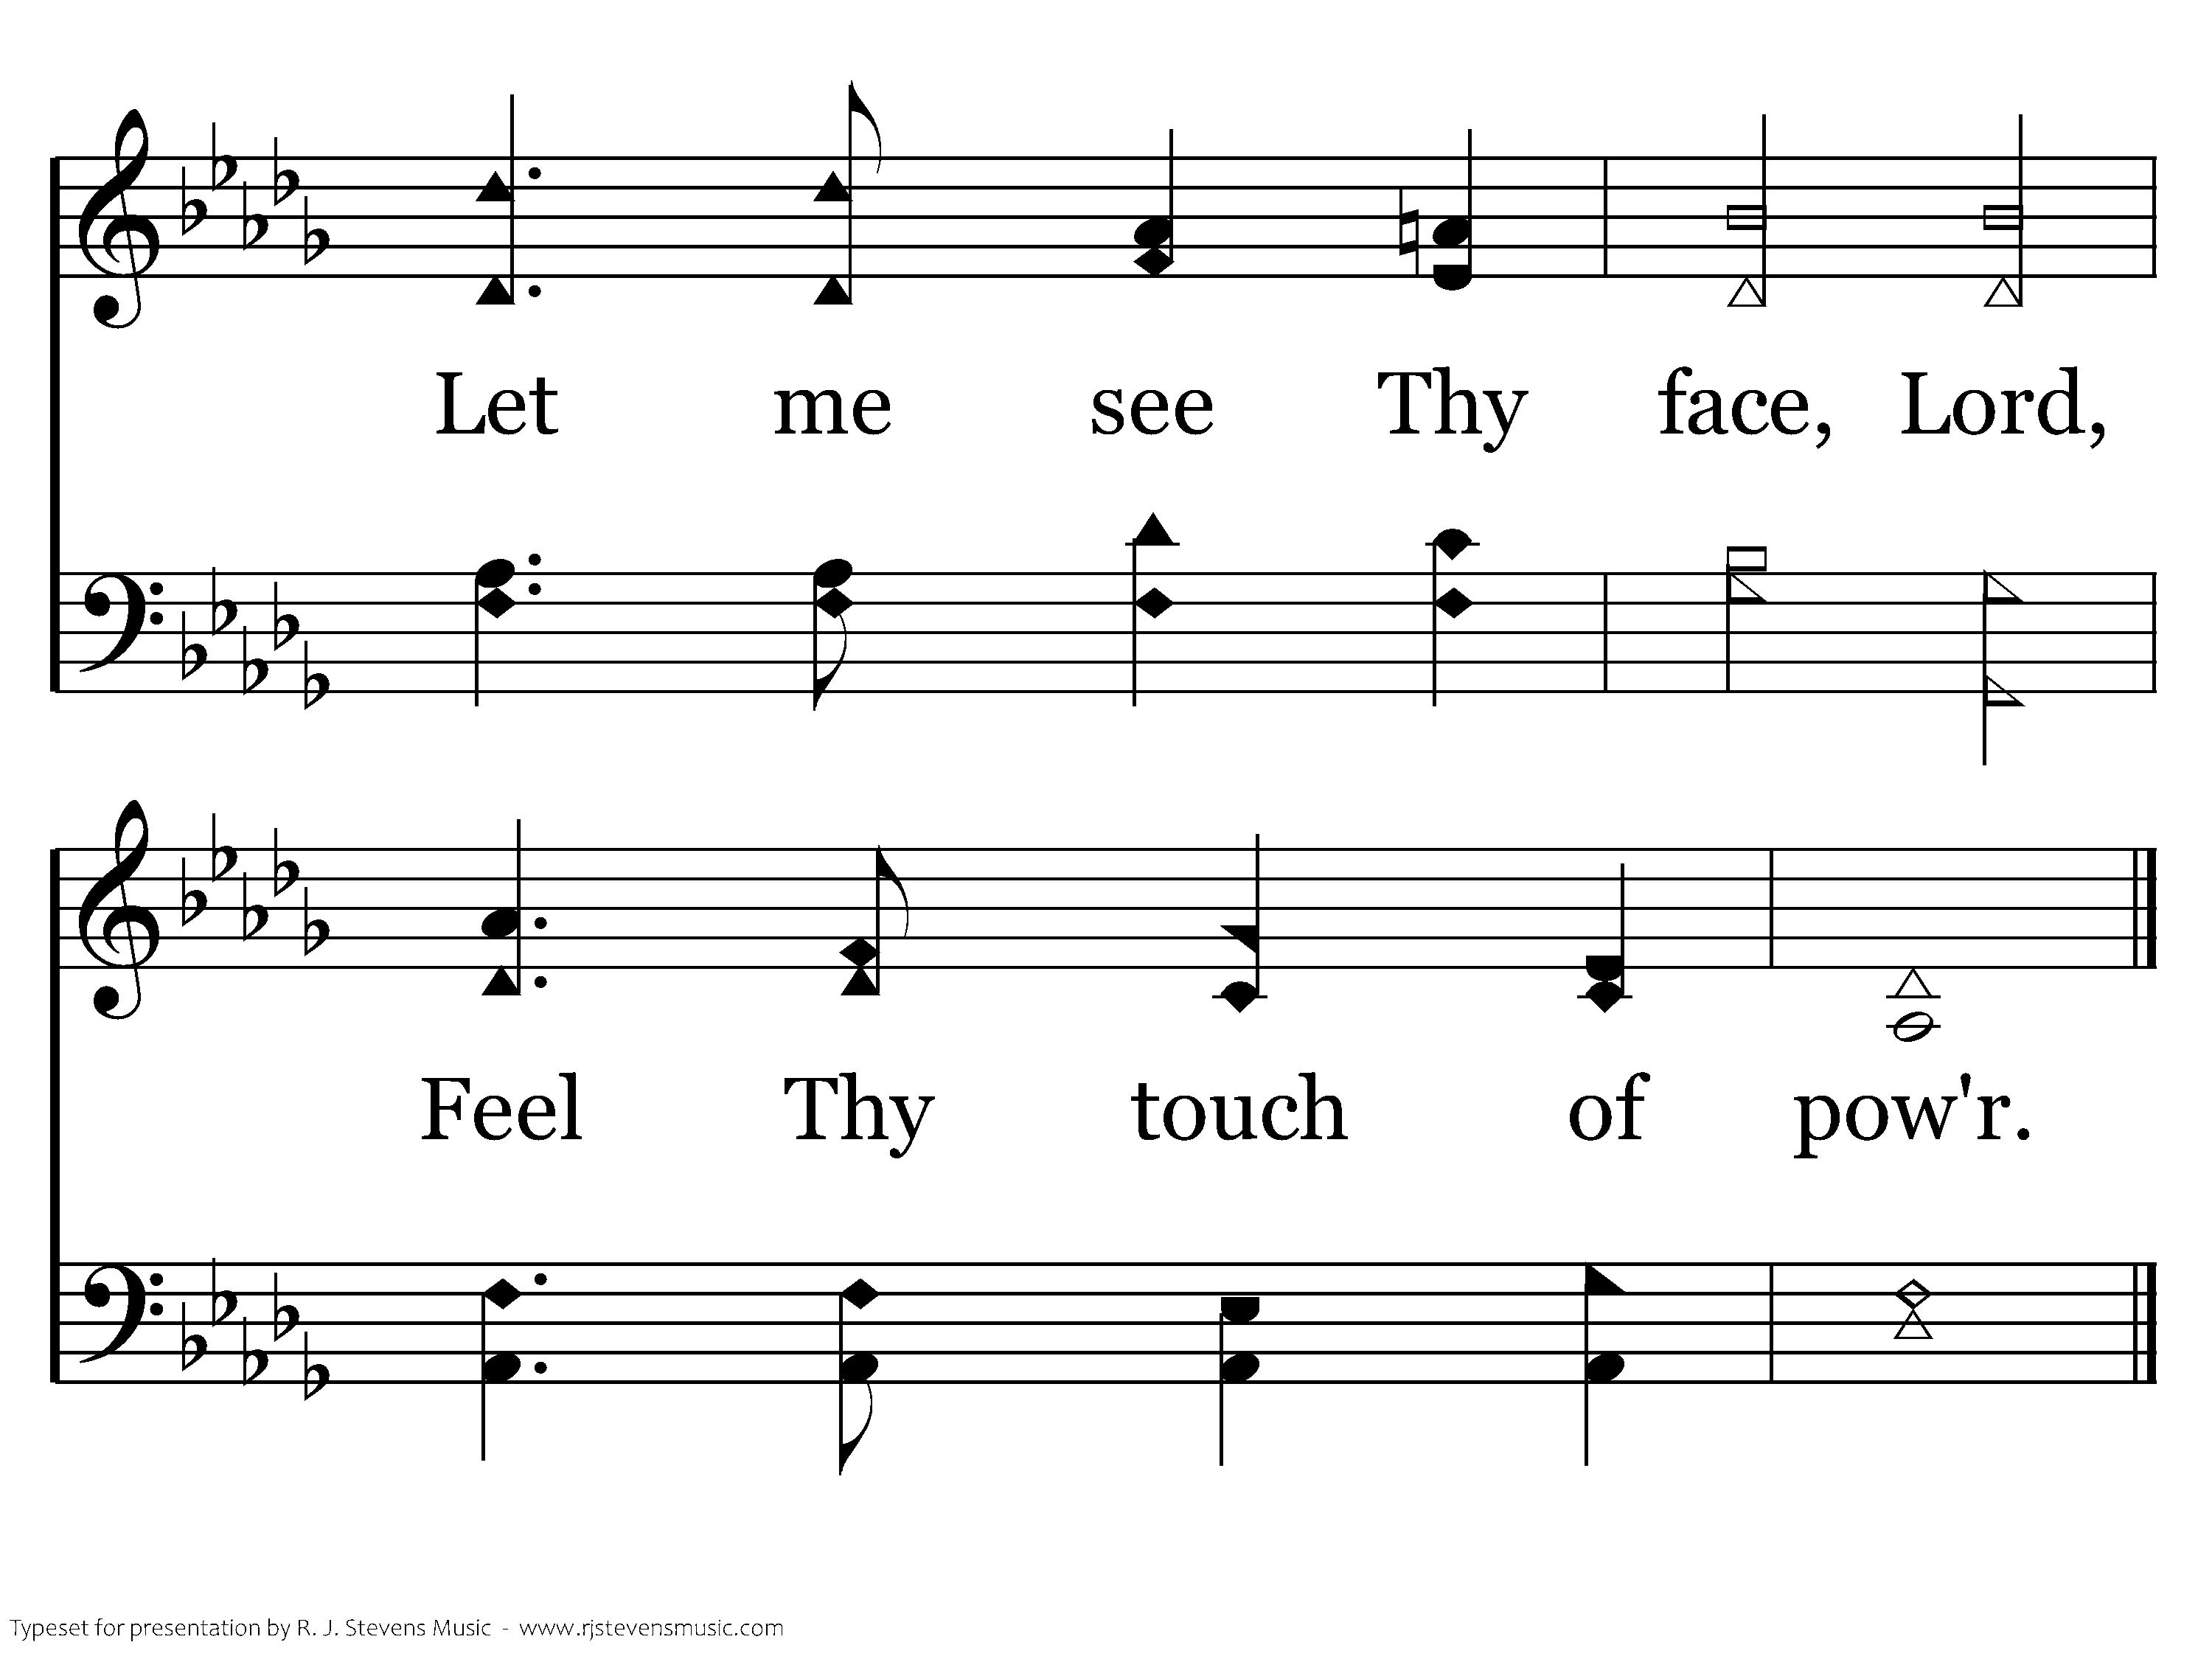 Let me see Thy face, Lord,
Feel Thy touch of pow'r.
Typeset for presentation by R. J. Stevens Music - www.rjstevensmusic.com